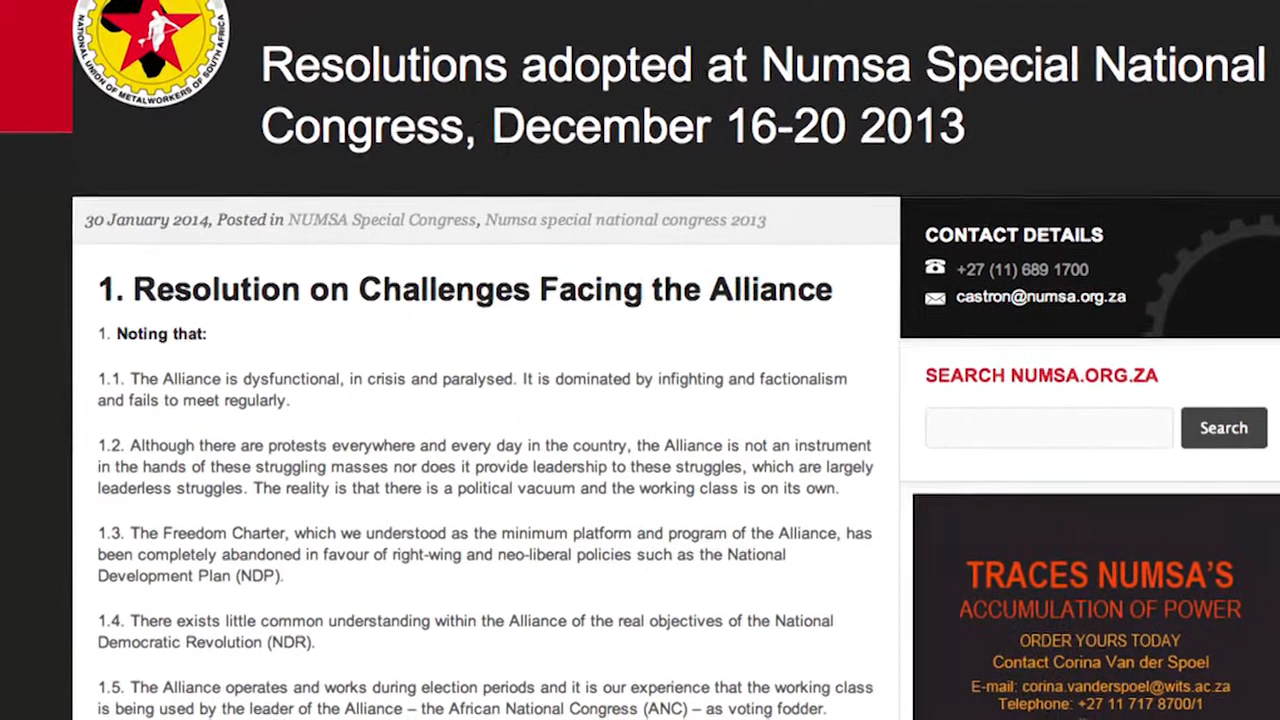 NATIONAL UNION OF METALWORKERS OF SOUTH AFRICA
Resolutions adopted at Numsa Special National
Congress, December 16-20 2013
30 January 2014, Posted in NUMSA Special Congress, Numsa special national congress 2013
1. Resolution on Challenges Facing the Alliance
1. Noting that:
1.1. The Alliance is dysfunctional, in crisis and paralysed. It is dominated by infighting and factionalism
and fails to meet regularly.
1.2. Although there are protests everywhere and every day in the country, the Alliance is not an instrument
in the hands of these struggling masses nor does it provide leadership to these struggles, which are largely
leaderless struggles. The reality is that there is a political vacuum and the working class is on its own.
1.3. The Freedom Charter, which we understood as the minimum platform and program of the Alliance, has
been completely abandoned in favour of right-wing and neo-liberal policies such as the National
Development Plan (NDP).
1.4. There exists little common understanding within the Alliance of the real objectives of the National
Democratic Revolution (NDR).
1.5. The Alliance operates and works during election periods and it is our experience that the working class
is being used by the leader of the Alliance – the African National Congress (ANC) – as voting fodder.
CONTACT DETAILS
+27 (11) 689 1700
castron@numsa.org.za
SEARCH NUMSA.ORG.ZA
Search
TRACES NUMSA'S
ACCUMULATION OF POWER
ORDER YOURS TODAY
Contact Corina Van der Spoel
E-mail: corina.vanderspoel@wits.ac.za
Telephone: +27 11 717 8700/1